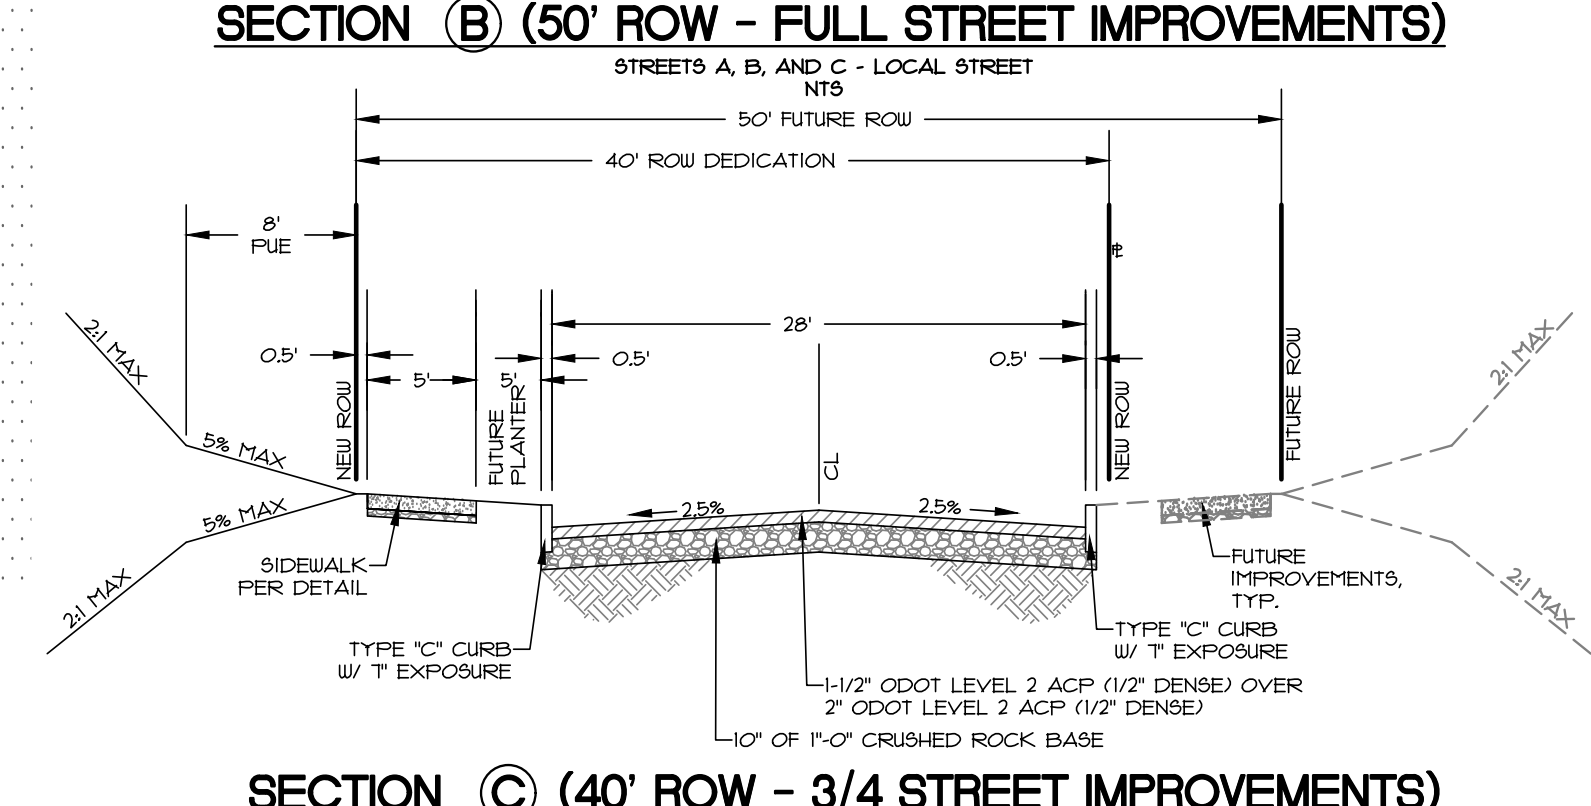 SECTION B (50' ROW - FULL STREET IMPROVEMENTS)
STREETS A, B, AND C - LOCAL STREET
NTS
50' FUTURE ROW
40' ROW DEDICATION
8'
PUE
PL
28'
0.5'
0.5'
0.5'
5'
5'
FUTURE
PLANTER
NEW ROW
CL
NEW ROW
FUTURE ROW
2:1 MAX
5% MAX
5% MAX
2:1 MAX
2:1 MAX
2:1 MAX
2.5%
2.5%
SIDEWALK
PER DETAIL
FUTURE
IMPROVEMENTS,
TYP.
TYPE "C" CURB
W/ 7" EXPOSURE
TYPE "C" CURB
W/ 7" EXPOSURE
1-1/2" ODOT LEVEL 2 ACP (1/2" DENSE) OVER
2" ODOT LEVEL 2 ACP (1/2" DENSE)
10" OF 1"-0" CRUSHED ROCK BASE
SECTION C (40' ROW - 3/4 STREET IMPROVEMENTS)